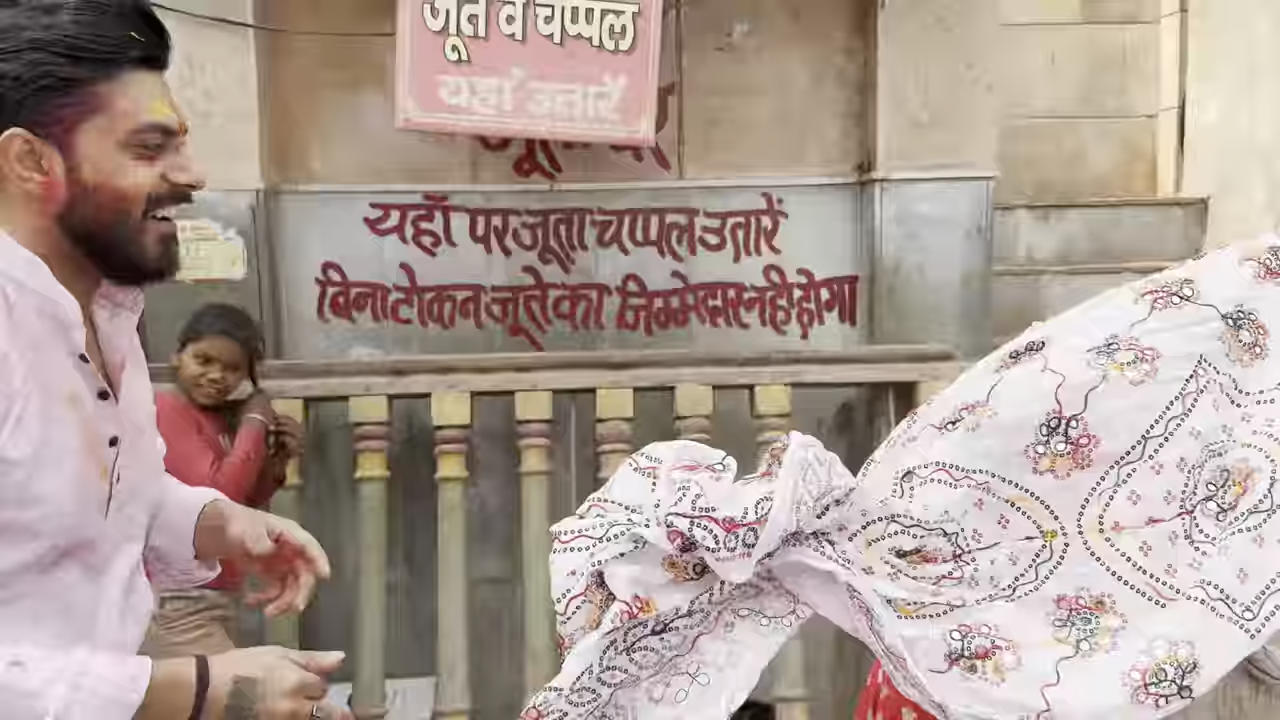 जूते व चप्पल
यहाँ उतारें
यहाँ पर जूता चप्पल उतारें
बिना टोकन जूते का जिम्मेदार नही होगा